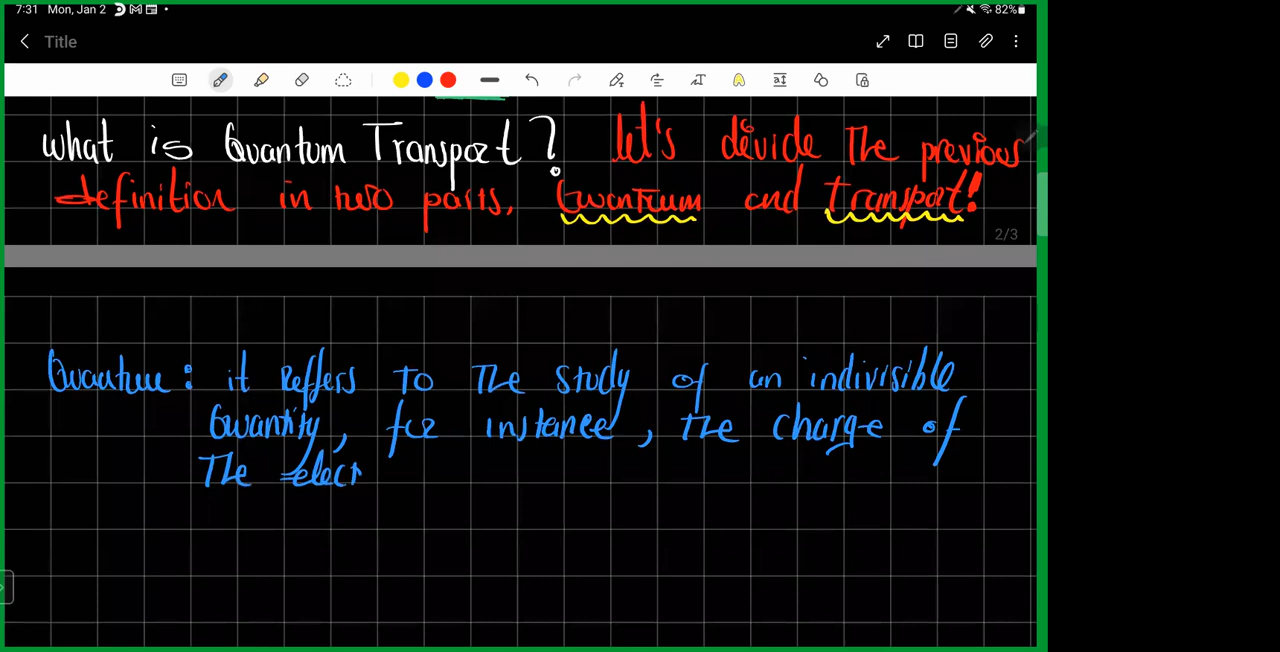 7:31 Mon, Jan 2
82%
Title
What is Quantum Transport? let's divide The previous
definition in two parts, Quantum and transport!
2/3
Quantum: it Reffers TO The study of an indivisible
Quantity, for instance, the charge of
The elect